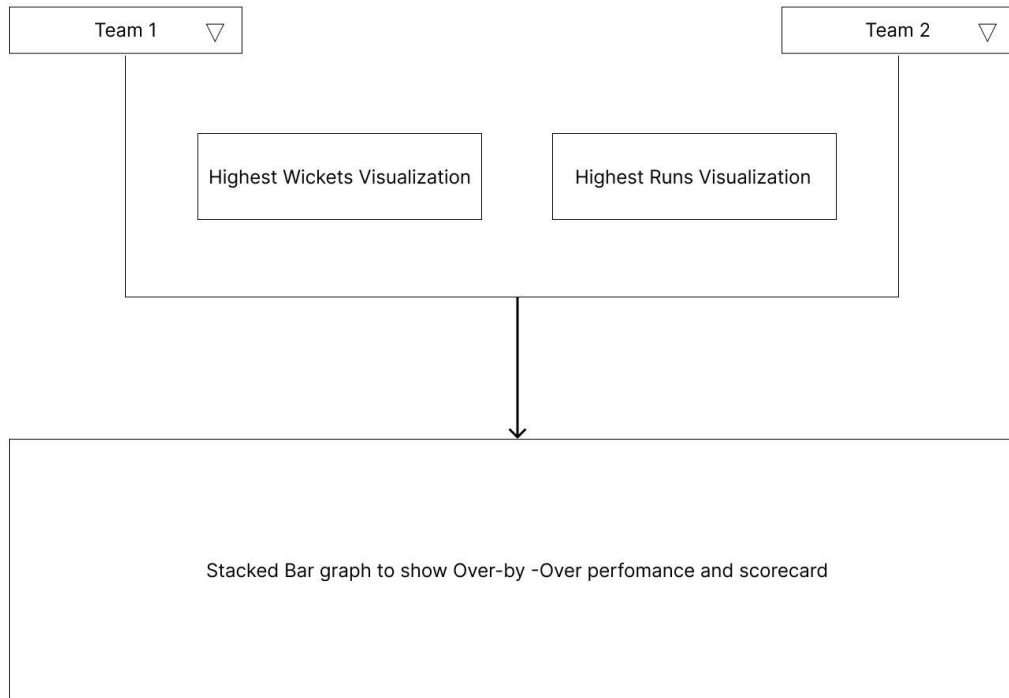 Team 1
Team 2
Highest Wickets Visualization
Highest Runs Visualization
Stacked Bar graph to show Over-by -Over perfomance and scorecard